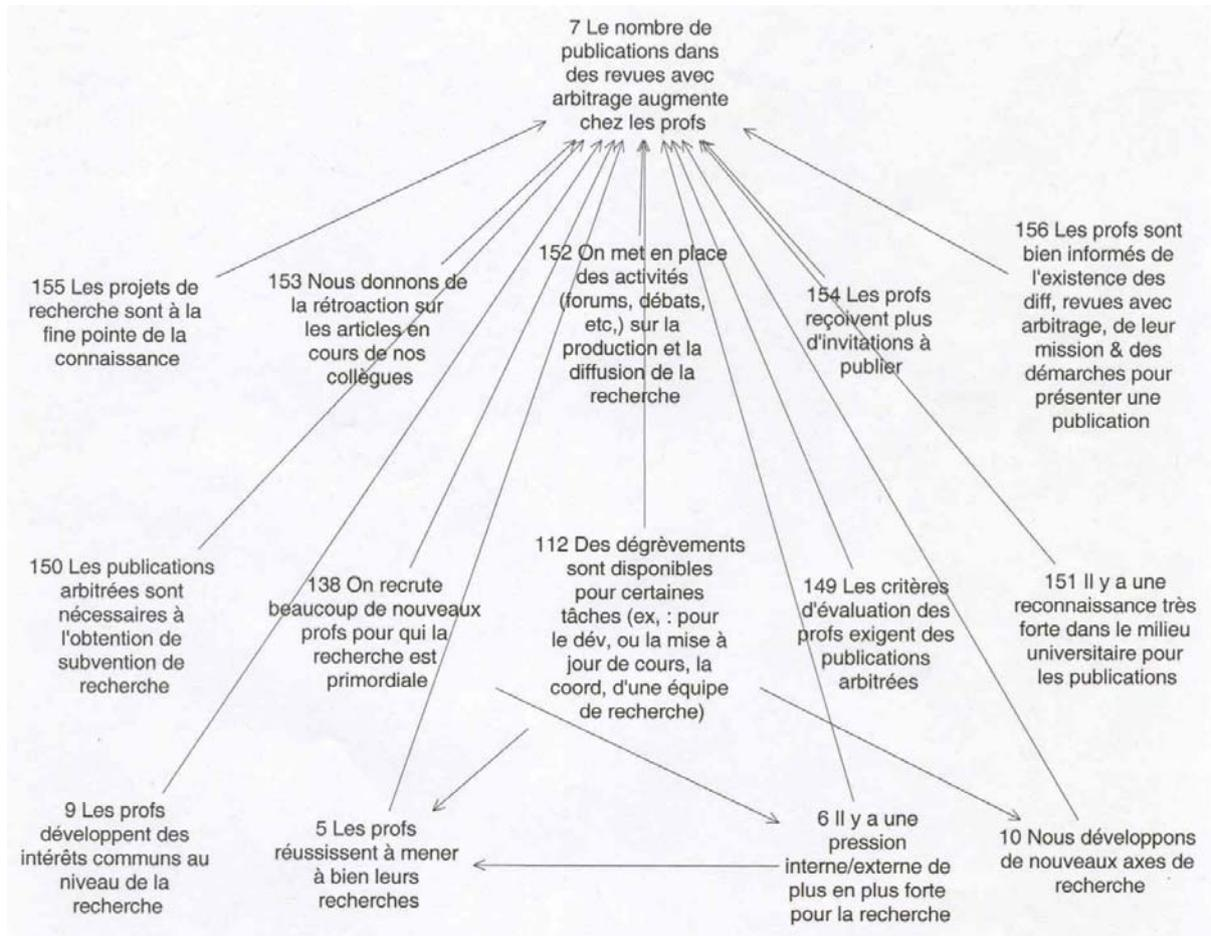 7 Le nombre de
publications dans
des revues avec
arbitrage augmente
chez les profs
155 Les projets de
recherche sont à la
fine pointe de la
connaissance
153 Nous donnons de
la rétroaction sur
les articles en
cours de nos
collègues
152 On met en place
des activités
(forums, débats,
etc,) sur la
production et la
diffusion de la
recherche
154 Les profs
reçoivent plus
d'invitations à
publier
156 Les profs sont
bien informés de
l'existence des
diff, revues avec
arbitrage, de leur
mission & des
démarches pour
présenter une
publication
150 Les publications
arbitrées sont
nécessaires à
l'obtention de
subvention de
recherche
138 On recrute
beaucoup de nouveaux
profs pour qui la
recherche est
primordiale
112 Des dégrèvements
sont disponibles
pour certaines
tâches (ex, : pour
le dév, ou la mise à
jour de cours, la
coord, d'une équipe
de recherche)
149 Les critères
d'évaluation des
profs exigent des
publications
arbitrées
151 Il y a une
reconnaissance très
forte dans le milieu
universitaire pour
les publications
9 Les profs
développent des
intérêts communs au
niveau de la
recherche
5 Les profs
réussissent à mener
à bien leurs
recherches
6 Il y a une
pression
interne/externe de
plus en plus forte
pour la recherche
10 Nous développons
de nouveaux axes de
recherche